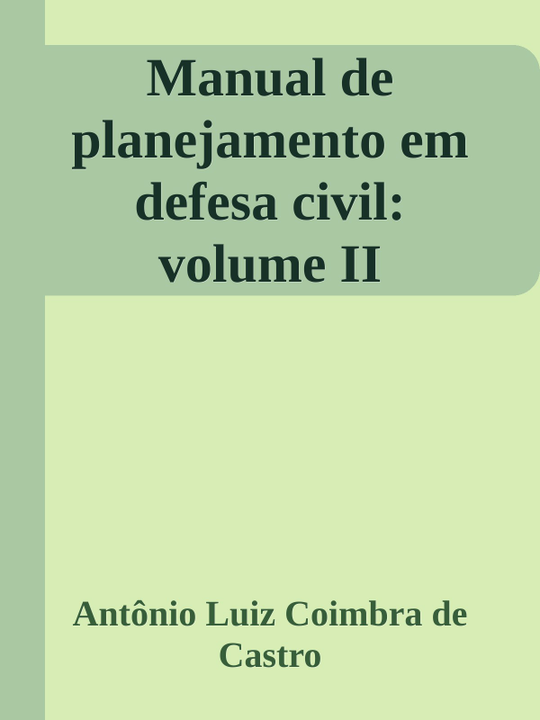 Manual de
planejamento em
defesa civil:
volume II
Antônio Luiz Coimbra de
Castro